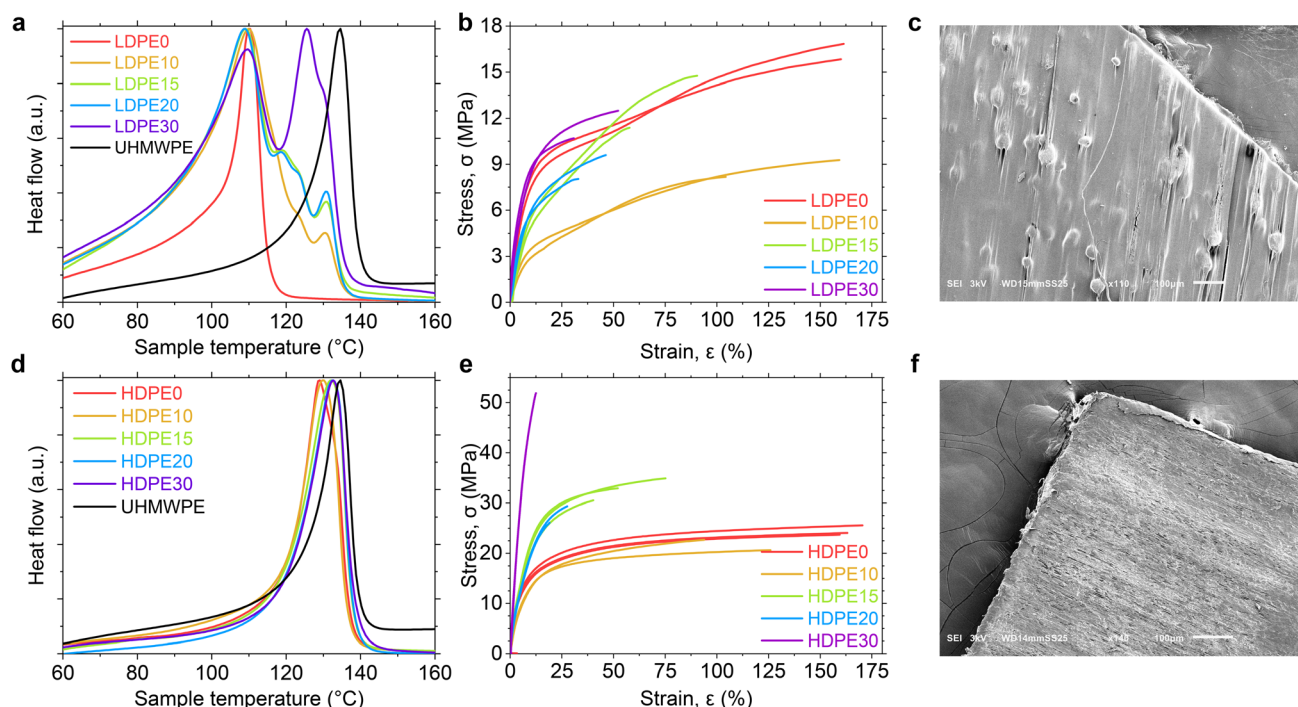 a
LDPE0
LDPE10
LDPE15
LDPE20
LDPE30
UHMWPE
Heat flow (a.u.)
60 80 100 120 140 160
Sample temperature (°C)
b
18
15
12
9
6
3
0
Stress, σ (MPa)
LDPE0
LDPE10
LDPE15
LDPE20
LDPE30
0 25 50 75 100 125 150 175
Strain, ε (%)
c
SEI 3kV WD15mmSS25 x110 100µm
d
HDPE0
HDPE10
HDPE15
HDPE20
HDPE30
UHMWPE
Heat flow (a.u.)
60 80 100 120 140 160
Sample temperature (°C)
e
50
40
30
20
10
0
Stress, σ (MPa)
HDPE0
HDPE10
HDPE15
HDPE20
HDPE30
0 25 50 75 100 125 150 175
Strain, ε (%)
f
SEI 3kV WD14mmSS25 x140 100µm